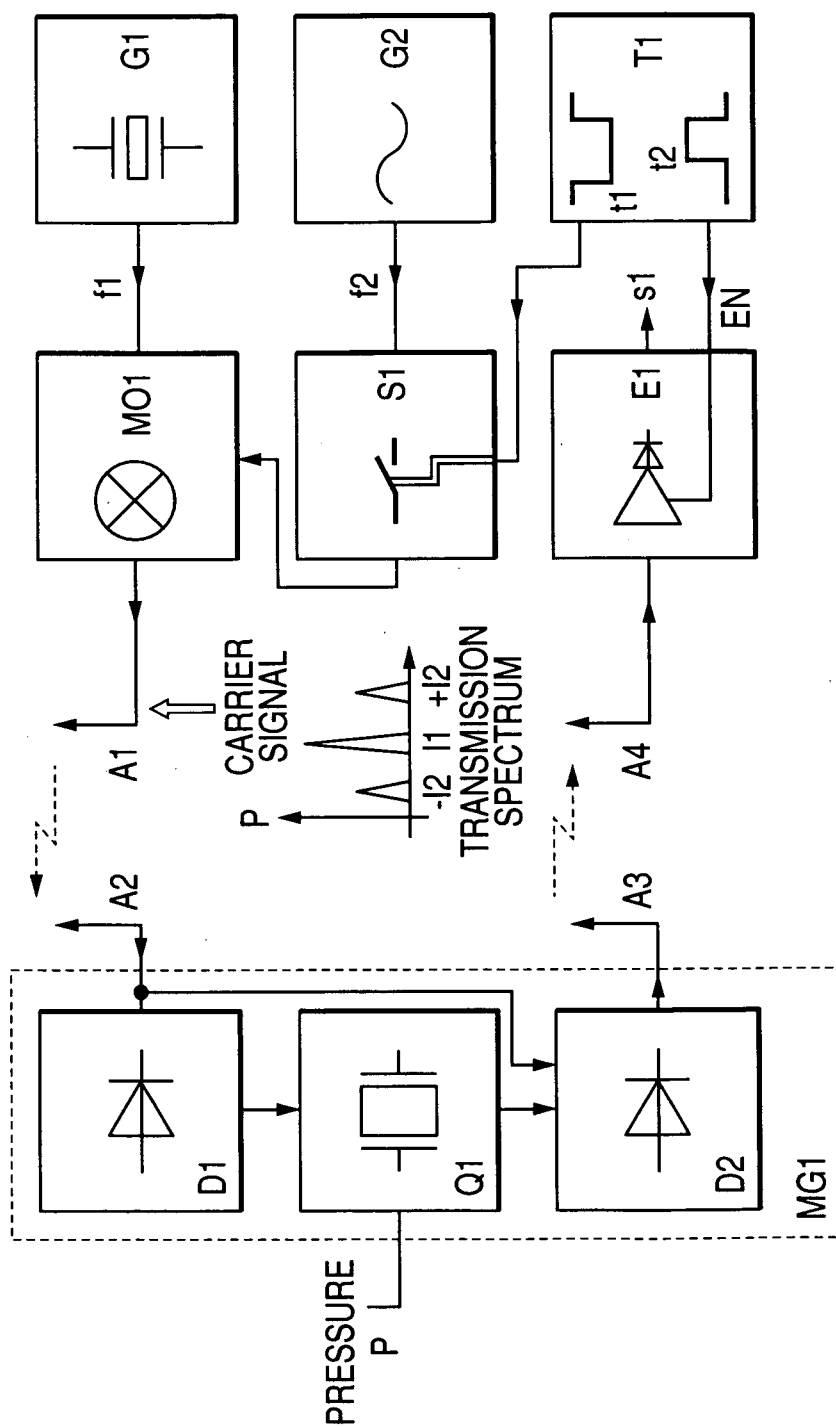 G1
G2
T1
t1
t2
f1
f2
s1
EN
MO1
S1
E1
A1
CARRIER
SIGNAL
P
-I2 I1 +I2
TRANSMISSION
SPECTRUM
A4
A2
A3
D1
Q1
D2
MG1
PRESSURE
P